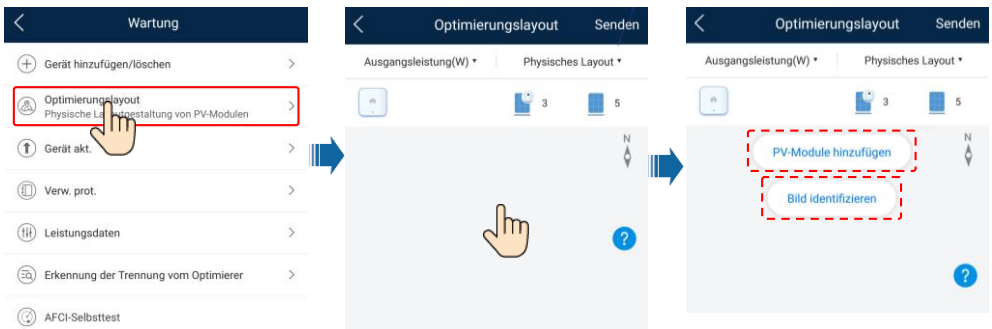 Wartung
Gerät hinzufügen/löschen
Optimierungslayout
Physische Layoutgestaltung von PV-Modulen
Gerät akt.
Verw. prot.
Leistungsdaten
Erkennung der Trennung vom Optimierer
AFCI-Selbsttest
Optimierungslayout Senden
Ausgangsleistung(W) Physisches Layout
3 5
N
?
Optimierungslayout Senden
Ausgangsleistung(W) Physisches Layout
3 5
N
PV-Module hinzufügen
Bild identifizieren
?